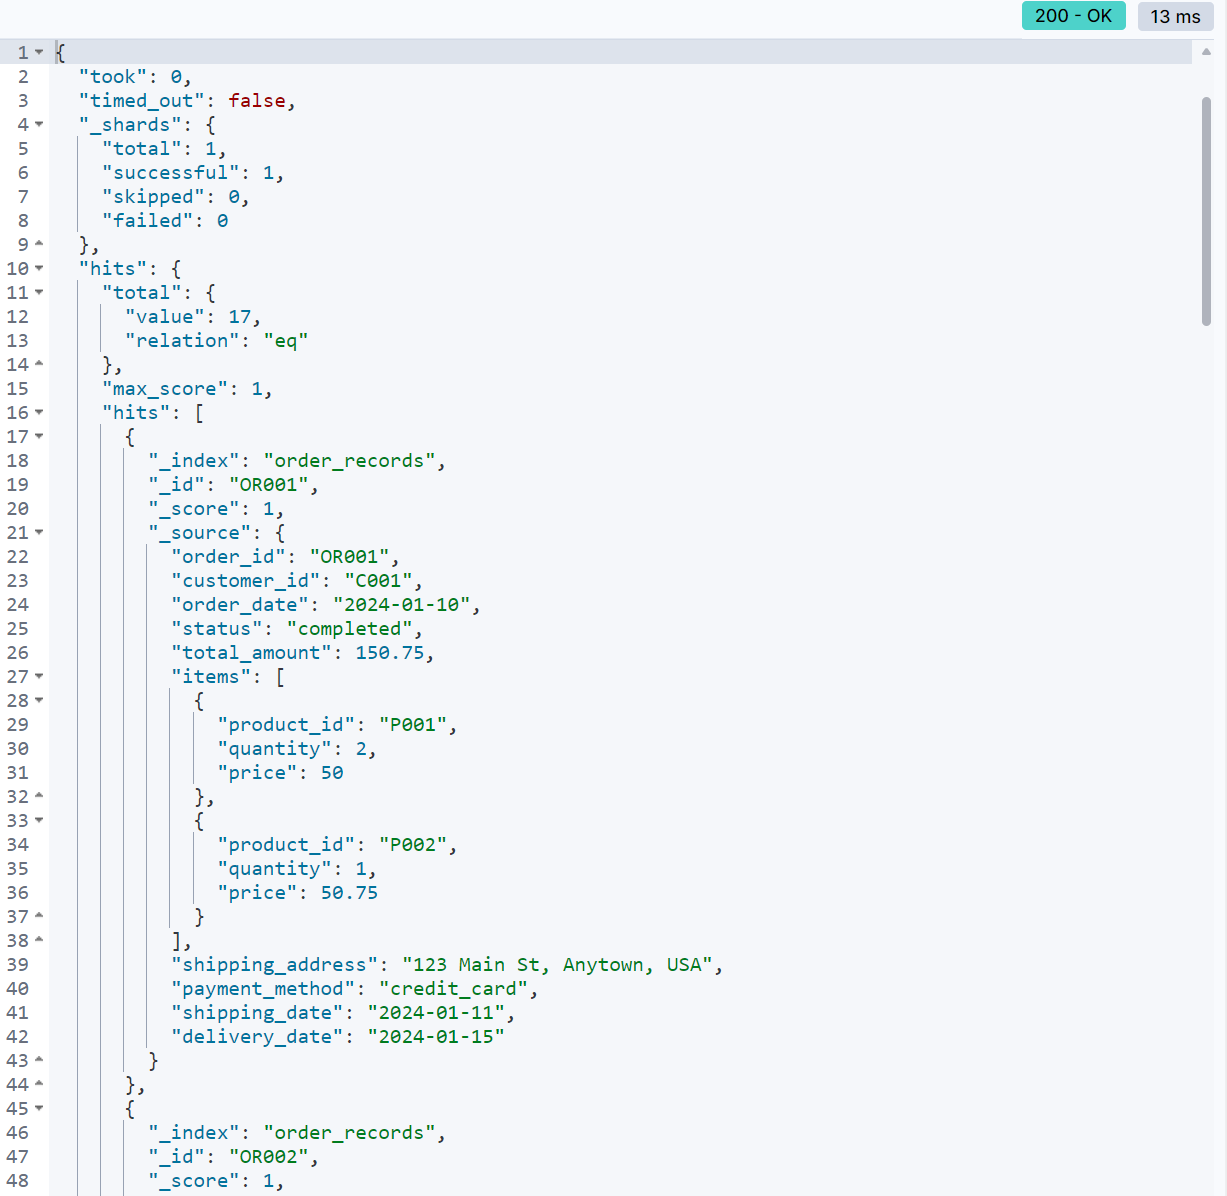 200 - OK 13 ms
1 {
2 "took": 0,
3 "timed_out": false,
4 "_shards": {
5 "total": 1,
6 "successful": 1,
7 "skipped": 0,
8 "failed": 0
9 },
10 "hits": {
11 "total": {
12 "value": 17,
13 "relation": "eq"
14 },
15 "max_score": 1,
16 "hits": [
17 {
18 "_index": "order_records",
19 "_id": "OR001",
20 "_score": 1,
21 "_source": {
22 "order_id": "OR001",
23 "customer_id": "C001",
24 "order_date": "2024-01-10",
25 "status": "completed",
26 "total_amount": 150.75,
27 "items": [
28 {
29 "product_id": "P001",
30 "quantity": 2,
31 "price": 50
32 },
33 {
34 "product_id": "P002",
35 "quantity": 1,
36 "price": 50.75
37 }
38 ],
39 "shipping_address": "123 Main St, Anytown, USA",
40 "payment_method": "credit_card",
41 "shipping_date": "2024-01-11",
42 "delivery_date": "2024-01-15"
43 }
44 },
45 {
46 "_index": "order_records",
47 "_id": "OR002",
48 "_score": 1,